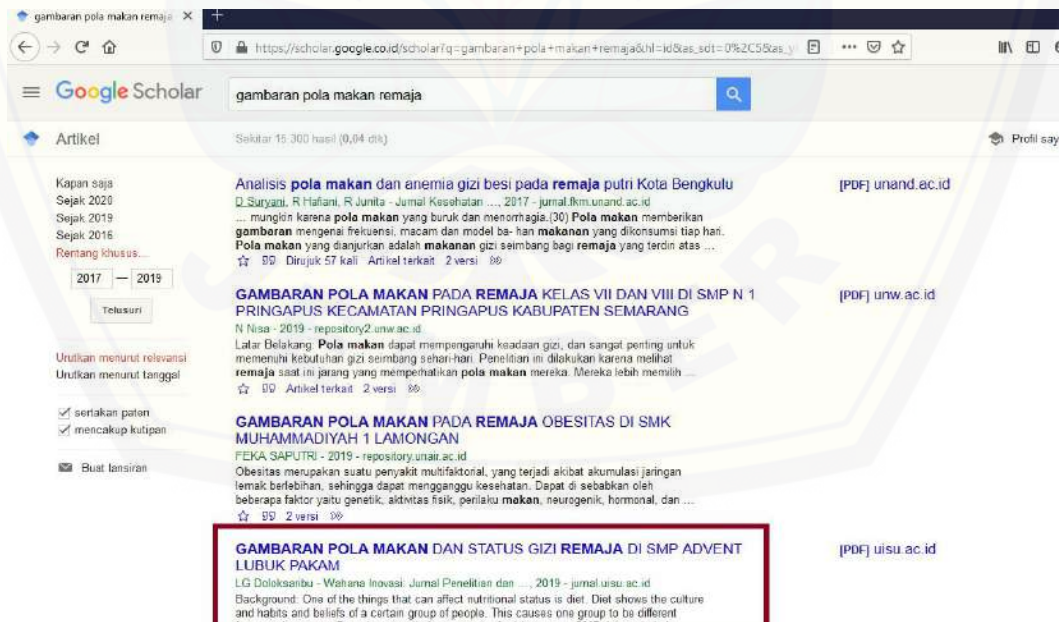 gambaran pola makan remaja
https://scholar.google.co.id/scholar?q=gambaran+pola+makan+remaja&hl=id&as_sdt=0%2C5&as_y
Google Scholar
gambaran pola makan remaja
Artikel
Sekitar 15.300 hasil (0,04 dtk)
Profil say
Kapan saja
Sejak 2020
Sejak 2019
Sejak 2016
Rentang khusus...
2017 — 2019
Telusuri
Urutkan menurut relevansi
Urutkan menurut tanggal
sertakan paten
mencakup kutipan
Buat lansiran
Analisis pola makan dan anemia gizi besi pada remaja putri Kota Bengkulu
[PDF] unand.ac.id
D Suryani, R Hafiani, R Junita - Jurnal Kesehatan ..., 2017 - jurnal.fkm.unand.ac.id
... mungkin karena pola makan yang buruk dan menorrhagia.(30) Pola makan memberikan
gambaran mengenai frekuensi, macam dan model ba- han makanan yang dikonsumsi tiap hari.
Pola makan yang dianjurkan adalah makanan gizi seimbang bagi remaja yang terdiri atas ...
Dirujuk 57 kali Artikel terkait 2 versi
GAMBARAN POLA MAKAN PADA REMAJA KELAS VII DAN VIII DI SMP N 1
PRINGAPUS KECAMATAN PRINGAPUS KABUPATEN SEMARANG
[PDF] unw.ac.id
N Nisa - 2019 - repository2.unw.ac.id
Latar Belakang: Pola makan dapat mempengaruhi keadaan gizi, dan sangat penting untuk
memenuhi kebutuhan gizi seimbang sehari-hari. Penelitian ini dilakukan karena melihat
remaja saat ini jarang yang memperhatikan pola makan mereka. Mereka lebih memilih ...
Artikel terkait 2 versi
GAMBARAN POLA MAKAN PADA REMAJA OBESITAS DI SMK
MUHAMMADIYAH 1 LAMONGAN
FEKA SAPUTRI - 2019 - repository.unair.ac.id
Obesitas merupakan suatu penyakit multifaktorial, yang terjadi akibat akumulasi jaringan
lemak berlebihan, sehingga dapat mengganggu kesehatan. Dapat di sebabkan oleh
beberapa faktor yaitu genetik, aktivitas fisik, perilaku makan, neurogenik, hormonal, dan ...
2 versi
GAMBARAN POLA MAKAN DAN STATUS GIZI REMAJA DI SMP ADVENT
LUBUK PAKAM
[PDF] uisu.ac.id
LG Doloksaribu - Wahana Inovasi: Jurnal Penelitian dan ..., 2019 - jurnal.uisu.ac.id
Background: One of the things that can affect nutritional status is diet. Diet shows the culture
and habits and beliefs of a certain group of people. This causes one group to be different